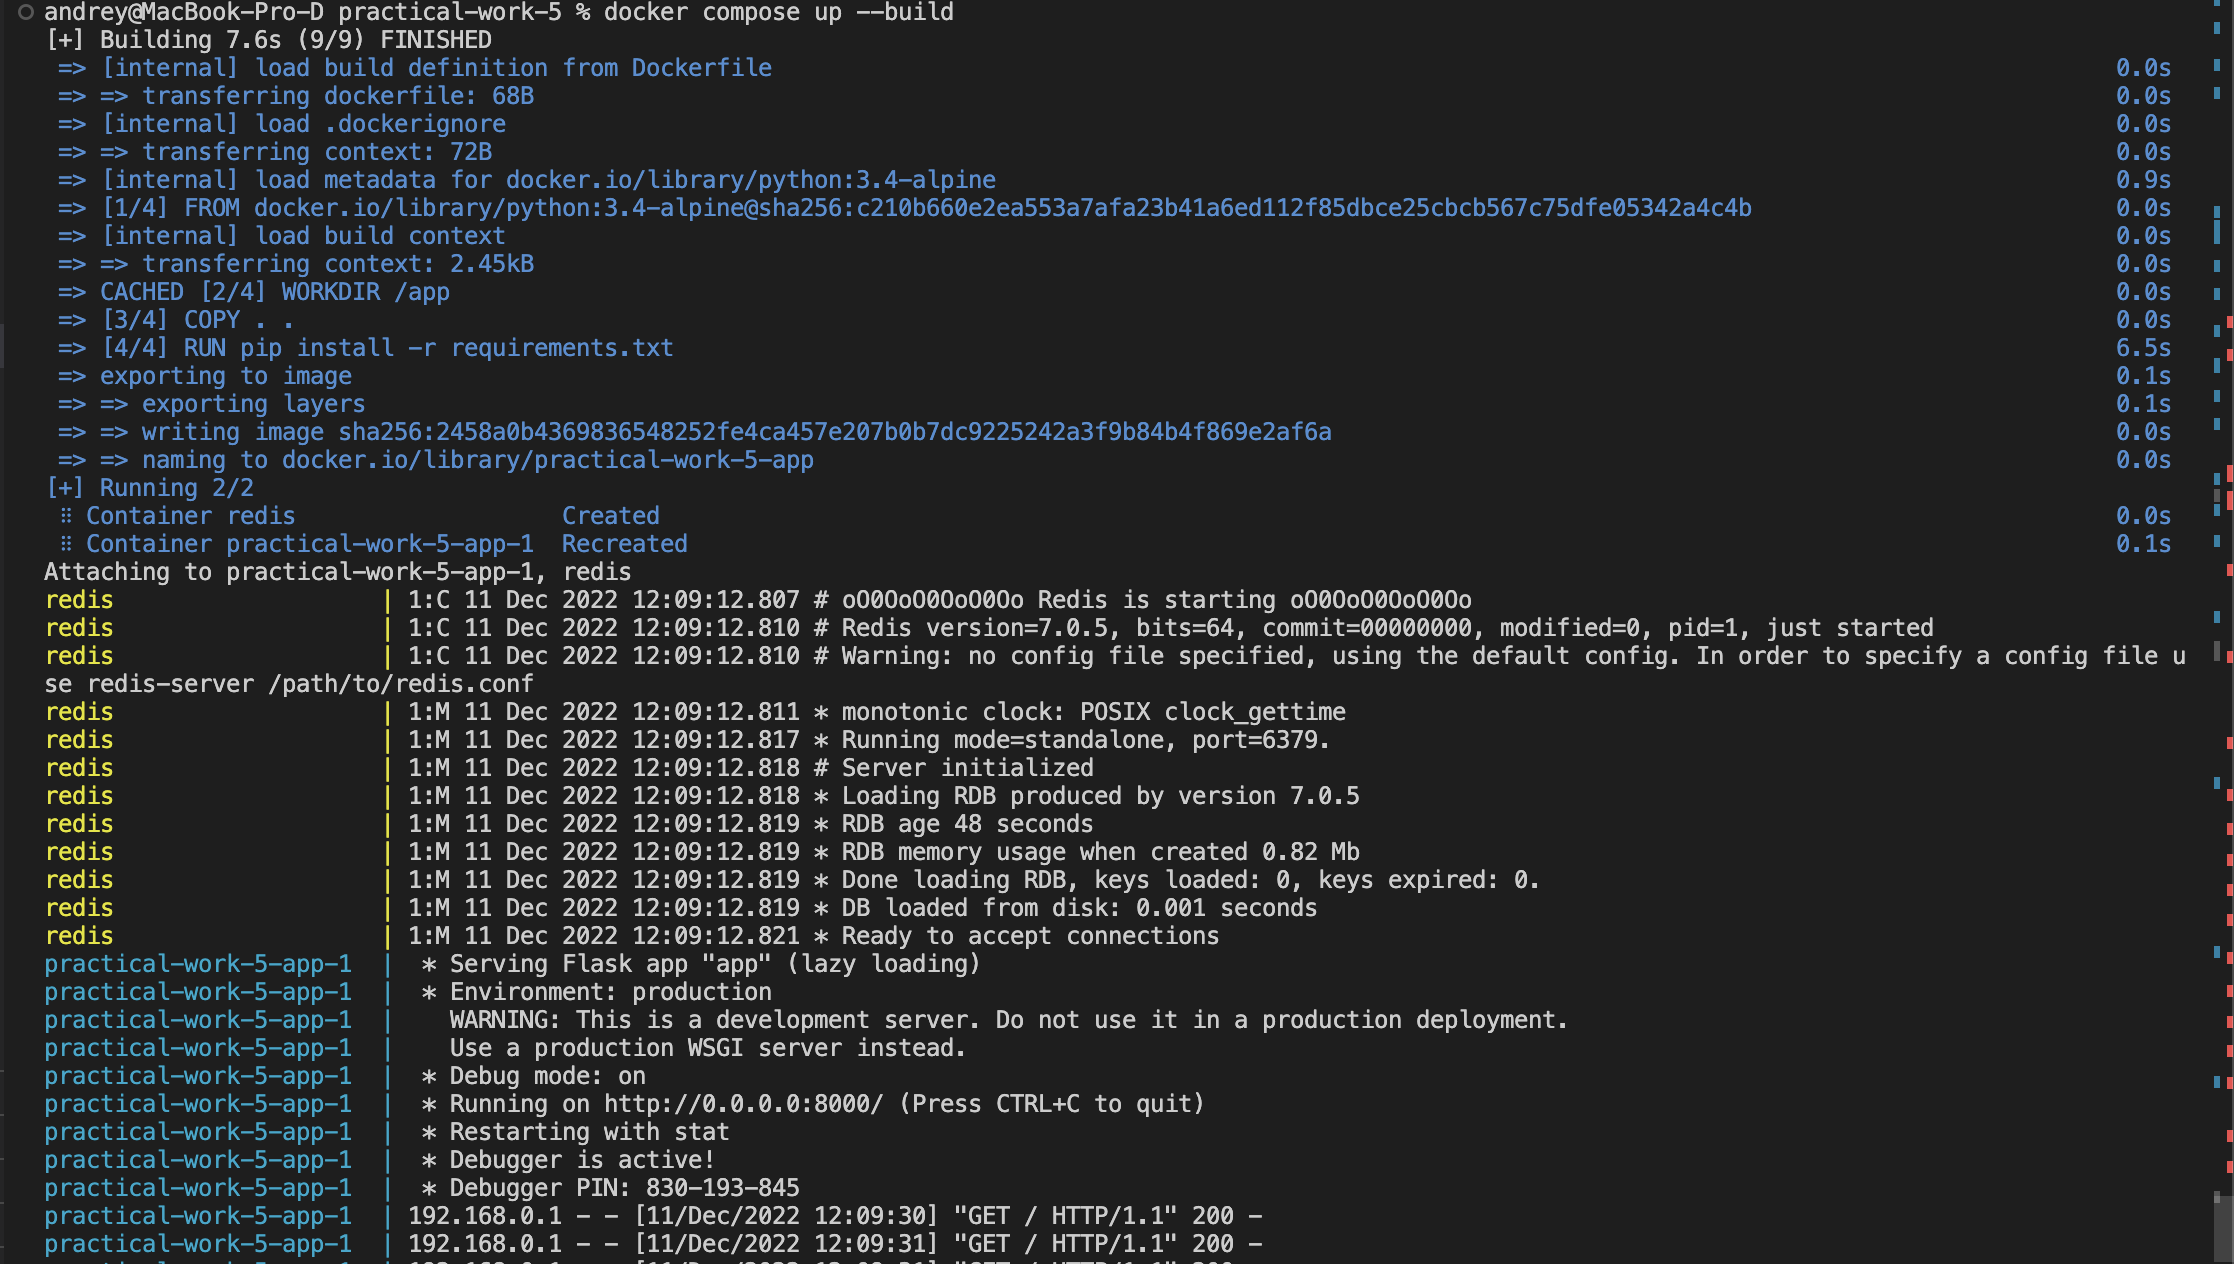 andrey@MacBook-Pro-D practical-work-5 % docker compose up --build
[+] Building 7.6s (9/9) FINISHED
=> [internal] load build definition from Dockerfile 0.0s
=> => transferring dockerfile: 68B 0.0s
=> [internal] load .dockerignore 0.0s
=> => transferring context: 72B 0.0s
=> [internal] load metadata for docker.io/library/python:3.4-alpine 0.9s
=> [1/4] FROM docker.io/library/python:3.4-alpine@sha256:c210b660e2ea553a7afa23b41a6ed112f85dbce25cbcb567c75dfe05342a4c4b 0.0s
=> [internal] load build context 0.0s
=> => transferring context: 2.45kB 0.0s
=> CACHED [2/4] WORKDIR /app 0.0s
=> [3/4] COPY . . 0.0s
=> [4/4] RUN pip install -r requirements.txt 6.5s
=> exporting to image 0.1s
=> => exporting layers 0.1s
=> => writing image sha256:2458a0b4369836548252fe4ca457e207b0b7dc9225242a3f9b84b4f869e2af6a 0.0s
=> => naming to docker.io/library/practical-work-5-app 0.0s
[+] Running 2/2
⠿ Container redis Created 0.0s
⠿ Container practical-work-5-app-1 Recreated 0.1s
Attaching to practical-work-5-app-1, redis
redis | 1:C 11 Dec 2022 12:09:12.807 # oO0OoO0OoO0Oo Redis is starting oO0OoO0OoO0Oo
redis | 1:C 11 Dec 2022 12:09:12.810 # Redis version=7.0.5, bits=64, commit=00000000, modified=0, pid=1, just started
redis | 1:C 11 Dec 2022 12:09:12.810 # Warning: no config file specified, using the default config. In order to specify a config file u
se redis-server /path/to/redis.conf
redis | 1:M 11 Dec 2022 12:09:12.811 * monotonic clock: POSIX clock_gettime
redis | 1:M 11 Dec 2022 12:09:12.817 * Running mode=standalone, port=6379.
redis | 1:M 11 Dec 2022 12:09:12.818 # Server initialized
redis | 1:M 11 Dec 2022 12:09:12.818 * Loading RDB produced by version 7.0.5
redis | 1:M 11 Dec 2022 12:09:12.819 * RDB age 48 seconds
redis | 1:M 11 Dec 2022 12:09:12.819 * RDB memory usage when created 0.82 Mb
redis | 1:M 11 Dec 2022 12:09:12.819 * Done loading RDB, keys loaded: 0, keys expired: 0.
redis | 1:M 11 Dec 2022 12:09:12.819 * DB loaded from disk: 0.001 seconds
redis | 1:M 11 Dec 2022 12:09:12.821 * Ready to accept connections
practical-work-5-app-1 | * Serving Flask app "app" (lazy loading)
practical-work-5-app-1 | * Environment: production
practical-work-5-app-1 | WARNING: This is a development server. Do not use it in a production deployment.
practical-work-5-app-1 | Use a production WSGI server instead.
practical-work-5-app-1 | * Debug mode: on
practical-work-5-app-1 | * Running on http://0.0.0.0:8000/ (Press CTRL+C to quit)
practical-work-5-app-1 | * Restarting with stat
practical-work-5-app-1 | * Debugger is active!
practical-work-5-app-1 | * Debugger PIN: 830-193-845
practical-work-5-app-1 | 192.168.0.1 - - [11/Dec/2022 12:09:30] "GET / HTTP/1.1" 200 -
practical-work-5-app-1 | 192.168.0.1 - - [11/Dec/2022 12:09:31] "GET / HTTP/1.1" 200 -